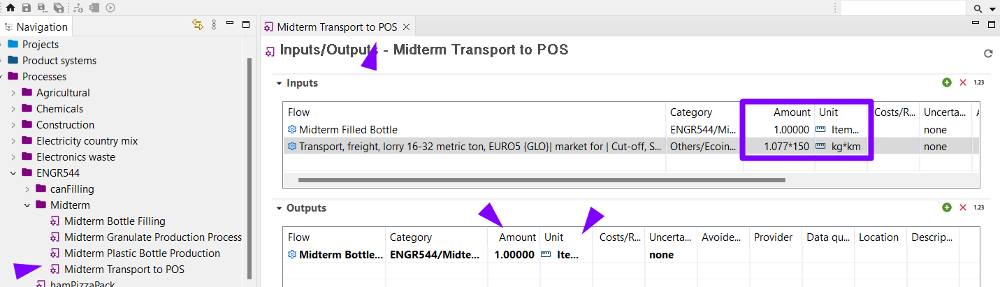 Navigation
Projects
Product systems
Processes
Agricultural
Chemicals
Construction
Electricity country mix
Electronics waste
ENGR544
canFilling
Midterm
Midterm Bottle Filling
Midterm Granulate Production Process
Midterm Plastic Bottle Production
Midterm Transport to POS
hamPizzaPack
Midterm Transport to POS
Inputs/Outputs - Midterm Transport to POS
Inputs 1.23
Flow Category Amount Unit Costs/R... Uncerta...
Midterm Filled Bottle ENGR544/Mi... 1.00000 Item... none
Transport, freight, lorry 16-32 metric ton, EURO5 {GLO}| market for | Cut-off, S... Others/Ecoin... 1.077*150 kg*km none
Outputs 1.23
Flow Category Amount Unit Costs/R... Uncerta... Avoide... Provider Data qu... Location Descrip...
Midterm Bottle... ENGR544/Midte... 1.00000 Ite... none